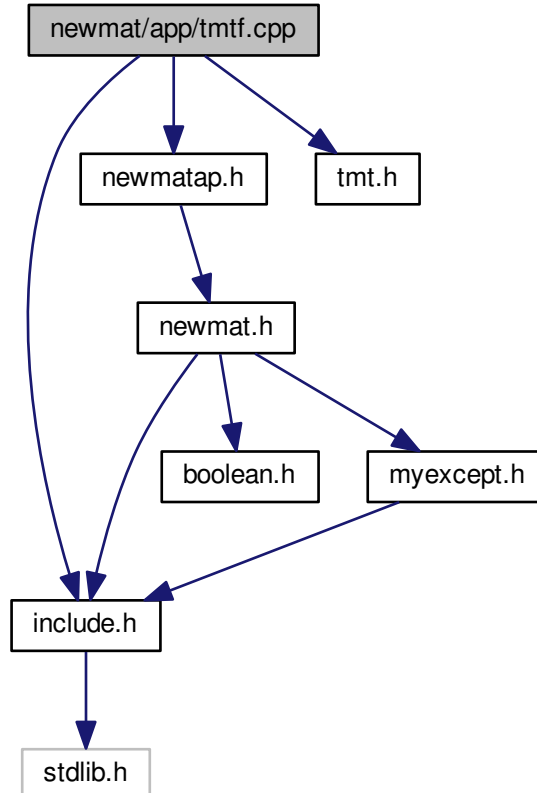 newmat/app/tmtf.cpp
newmatap.h
tmt.h
newmat.h
boolean.h
myexcept.h
include.h
stdlib.h